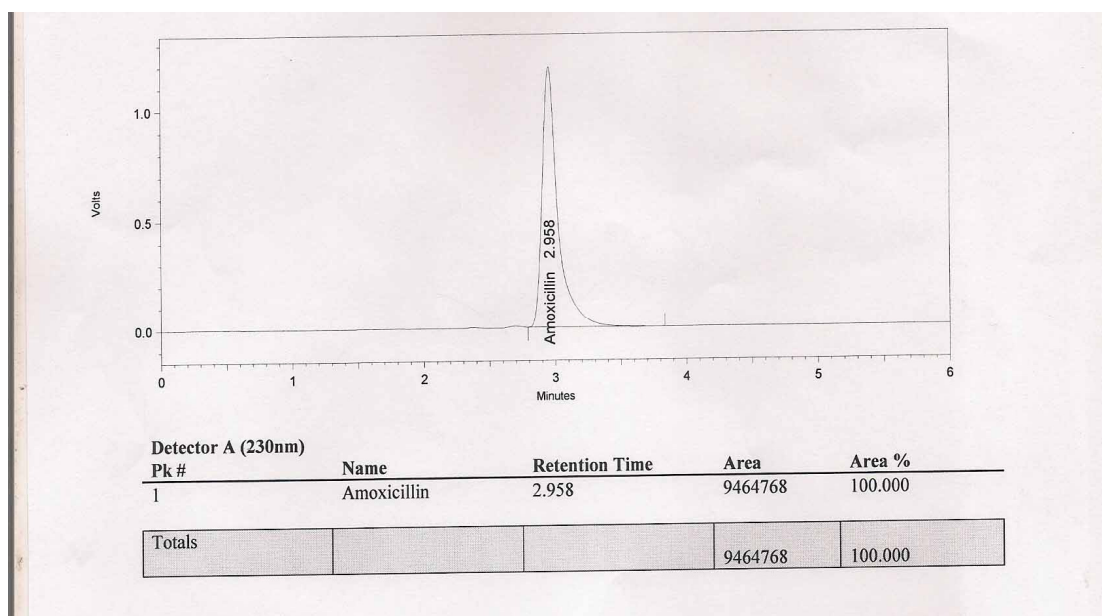 1.0
Volts
0.5
0.0
Amoxicillin 2.958
0 1 2 3 4 5 6
Minutes
Detector A (230nm)
Pk # Name Retention Time Area Area %
1 Amoxicillin 2.958 9464768 100.000
Totals
9464768 100.000